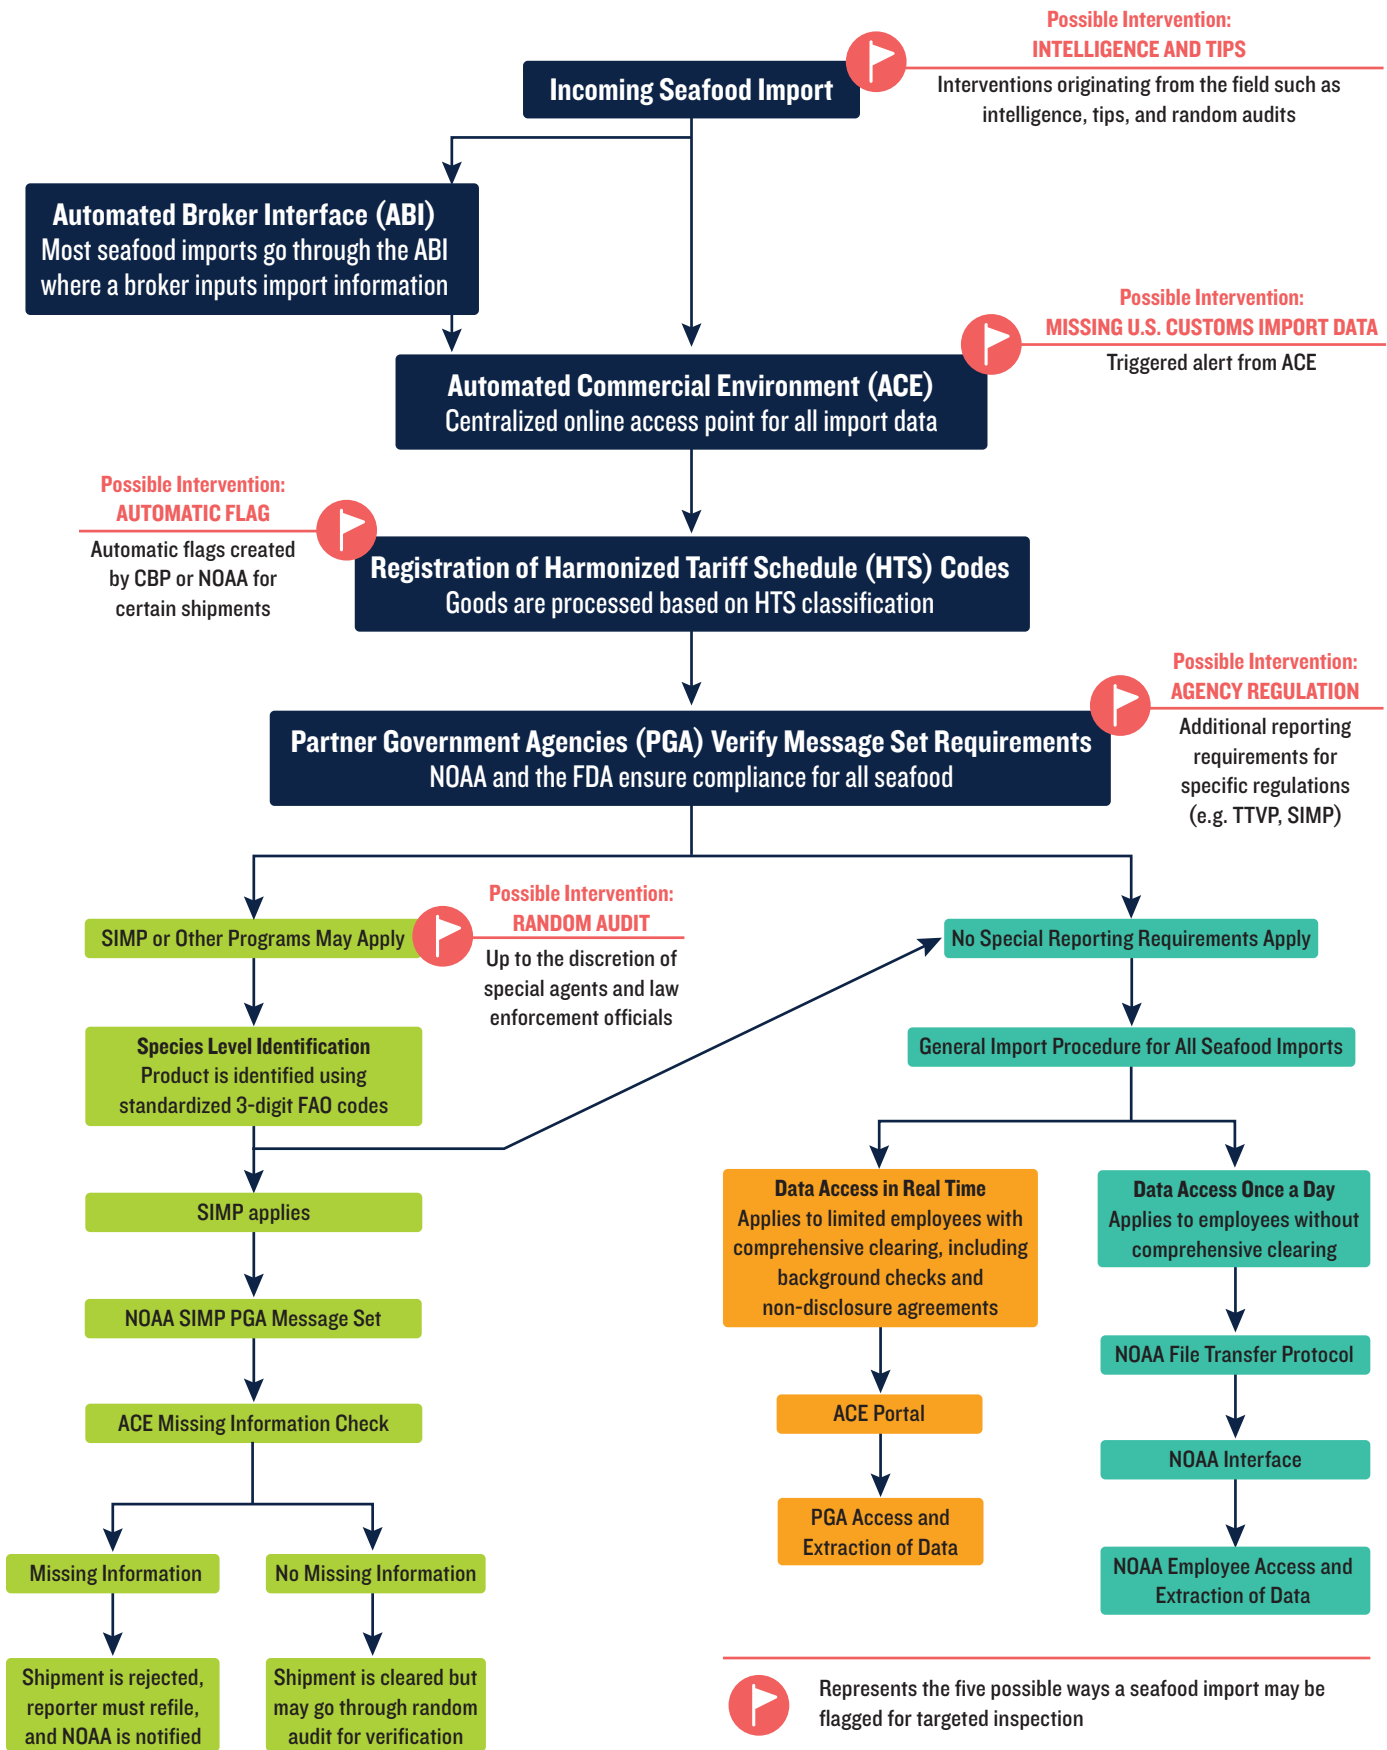 Possible Intervention:
INTELLIGENCE AND TIPS
Interventions originating from the field such as
intelligence, tips, and random audits
Incoming Seafood Import
Automated Broker Interface (ABI)
Most seafood imports go through the ABI
where a broker inputs import information
Possible Intervention:
MISSING U.S. CUSTOMS IMPORT DATA
Triggered alert from ACE
Automated Commercial Environment (ACE)
Centralized online access point for all import data
Possible Intervention:
AUTOMATIC FLAG
Automatic flags created
by CBP or NOAA for
certain shipments
Registration of Harmonized Tariff Schedule (HTS) Codes
Goods are processed based on HTS classification
Possible Intervention:
AGENCY REGULATION
Additional reporting
requirements for
specific regulations
(e.g. TTVP, SIMP)
Partner Government Agencies (PGA) Verify Message Set Requirements
NOAA and the FDA ensure compliance for all seafood
SIMP or Other Programs May Apply
Possible Intervention:
RANDOM AUDIT
Up to the discretion of
special agents and law
enforcement officials
No Special Reporting Requirements Apply
Species Level Identification
Product is identified using
standardized 3-digit FAO codes
General Import Procedure for All Seafood Imports
SIMP applies
NOAA SIMP PGA Message Set
ACE Missing Information Check
Missing Information
No Missing Information
Shipment is rejected,
reporter must refile,
and NOAA is notified
Shipment is cleared but
may go through random
audit for verification
Data Access in Real Time
Applies to limited employees with
comprehensive clearing, including
background checks and
non-disclosure agreements
ACE Portal
PGA Access and
Extraction of Data
Data Access Once a Day
Applies to employees without
comprehensive clearing
NOAA File Transfer Protocol
NOAA Interface
NOAA Employee Access and
Extraction of Data
Represents the five possible ways a seafood import may be
flagged for targeted inspection